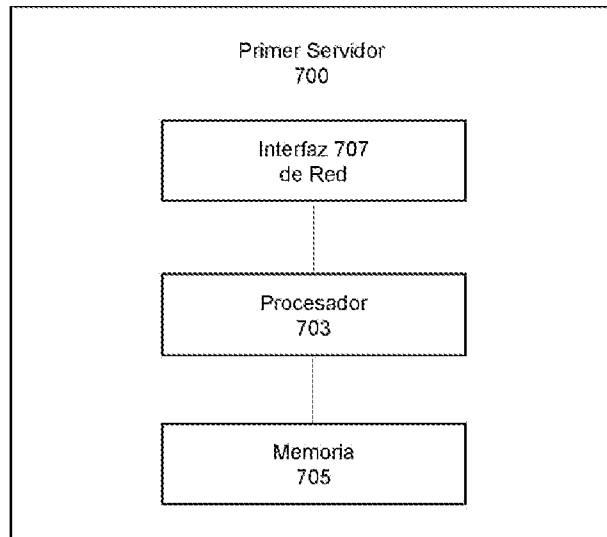 Primer Servidor
700
Interfaz 707
de Red
Procesador
703
Memoria
705